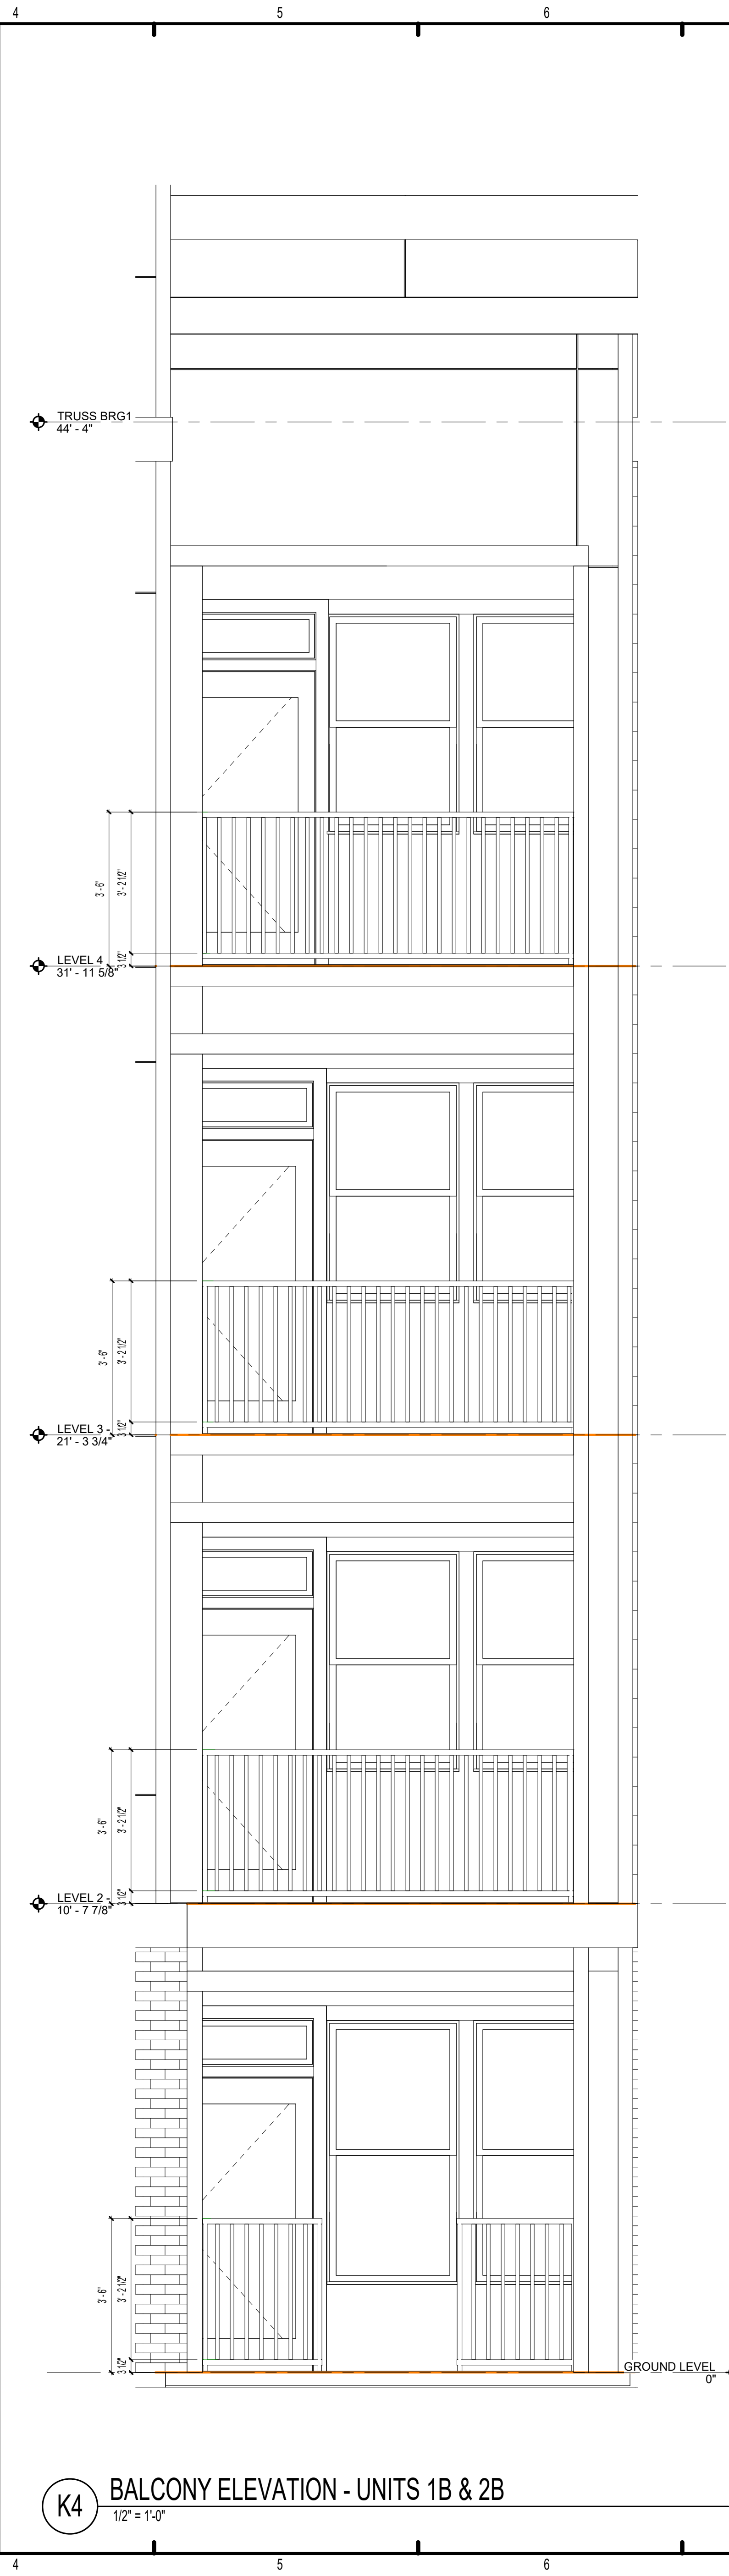 4 5 6
TRUSS BRG1
44' - 4"
3' - 6"
3' - 2 1/2"
3 1/2"
LEVEL 4
31' - 11 5/8"
3' - 6"
3' - 2 1/2"
3 1/2"
LEVEL 3
21' - 3 3/4"
3' - 6"
3' - 2 1/2"
3 1/2"
LEVEL 2
10' - 7 7/8"
3' - 6"
3' - 2 1/2"
3 1/2"
GROUND LEVEL
0"
K4
BALCONY ELEVATION - UNITS 1B & 2B
1/2" = 1'-0"
4 5 6